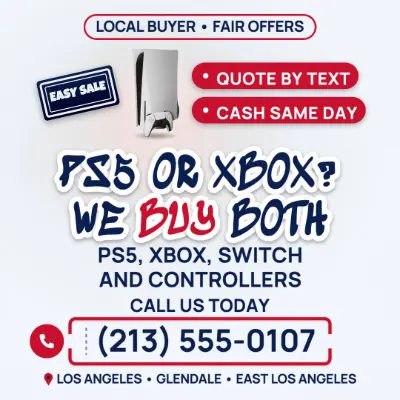 LOCAL BUYER • FAIR OFFERS
EASY SALE
• QUOTE BY TEXT
• CASH SAME DAY
PS5 OR XBOX?
WE BUY BOTH
PS5, XBOX, SWITCH
AND CONTROLLERS
CALL US TODAY
(213) 555-0107
LOS ANGELES • GLENDALE • EAST LOS ANGELES